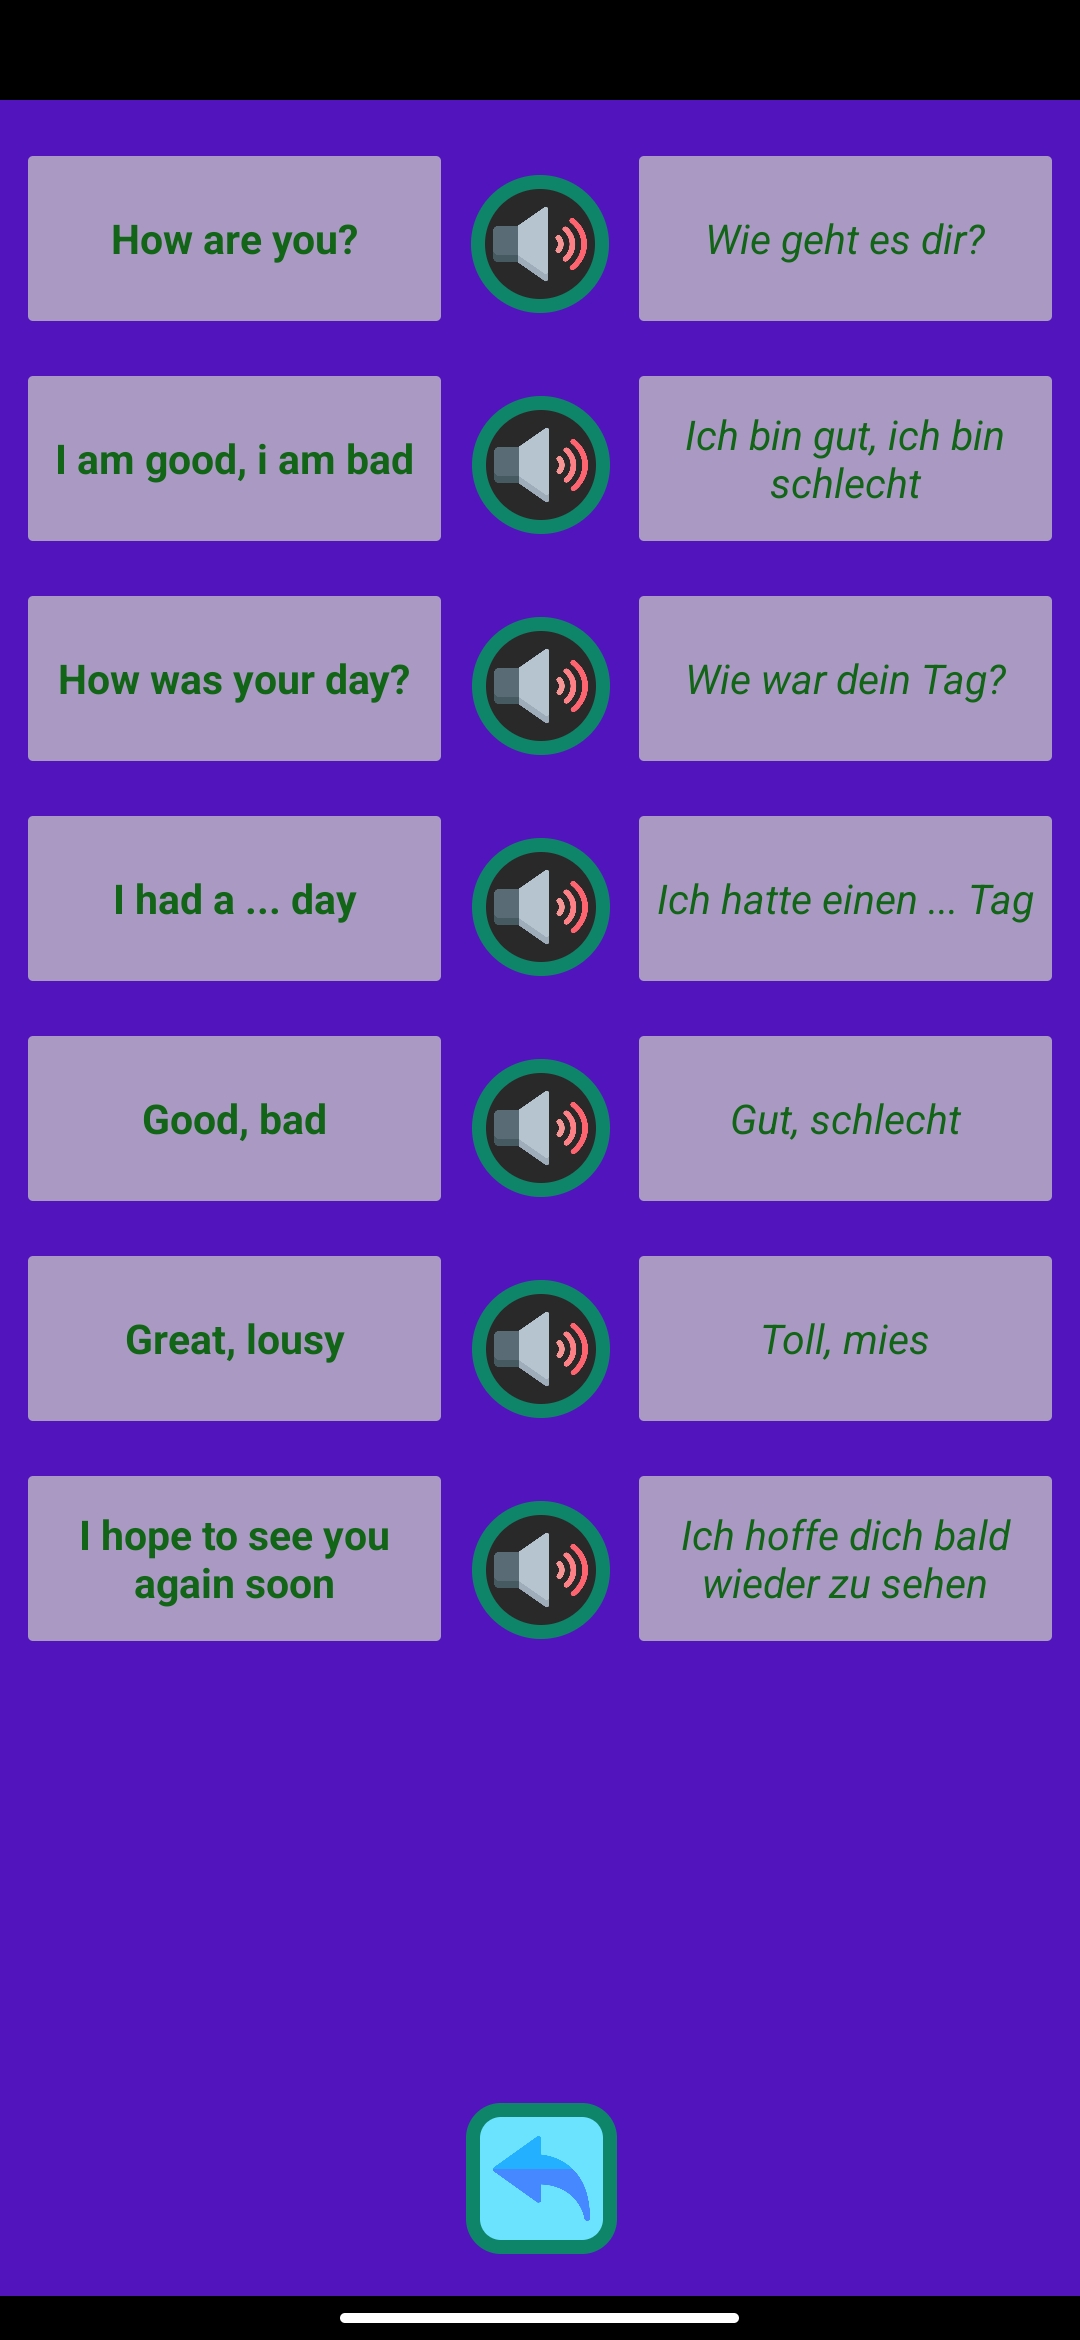 How are you?
Wie geht es dir?
I am good, i am bad
Ich bin gut, ich bin
schlecht
How was your day?
Wie war dein Tag?
I had a ... day
Ich hatte einen ... Tag
Good, bad
Gut, schlecht
Great, lousy
Toll, mies
I hope to see you
again soon
Ich hoffe dich bald
wieder zu sehen